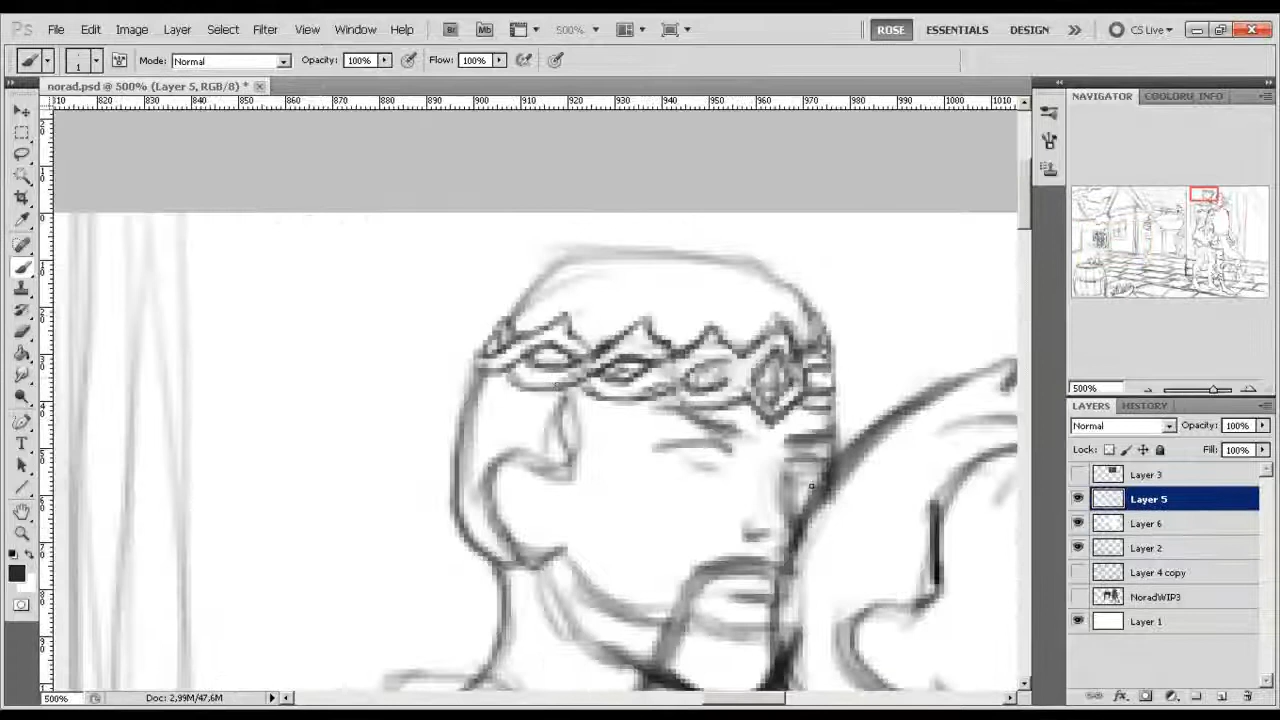 Ps File Edit Image Layer Select Filter View Window Help Br Mb 500% ROSE ESSENTIALS DESIGN CS Live
1 Mode: Normal Opacity: 100% Flow: 100%
norad.psd @ 500% (Layer 5, RGB/8) *
820 830 840 850 860 870 880 890 900 910 920 930 940 950 960 970 980 990 1000 1010
NAVIGATOR COOLORU INFO
500%
LAYERS HISTORY
Normal Opacity: 100%
Lock: Fill: 100%
Layer 3
Layer 5
Layer 6
Layer 2
Layer 4 copy
NoradWIP3
Layer 1
500% Doc: 2,99M/47,6M